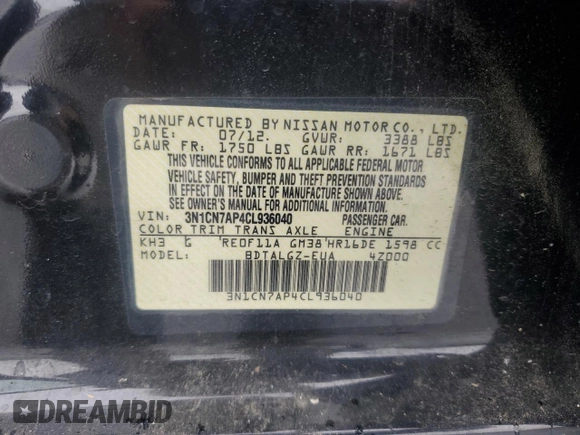 MANUFACTURED BY NISSAN MOTOR CO., LTD.
DATE: 07/12. GVWR: 3388 LBS
GAWR FR: 1750 LBS GAWR RR: 1671 LBS
THIS VEHICLE CONFORMS TO ALL APPLICABLE FEDERAL MOTOR
VEHICLE SAFETY, BUMPER AND THEFT PREVENTION STANDARDS
IN EFFECT ON THE DATE OF MANUFACTURE SHOWN ABOVE.
SEE OWNER'S MANUAL FOR ADDITIONAL INFORMATION.
VIN: 3N1CN7AP4CL936040 PASSENGER CAR.
COLOR TRIM TRANS AXLE ENGINE
KH3 G RE0F11A GM38 HR16DE 1598 CC
MODEL: BDTALGZ-EUA 4Z000
3N1CN7AP4CL936040
DREAMBID